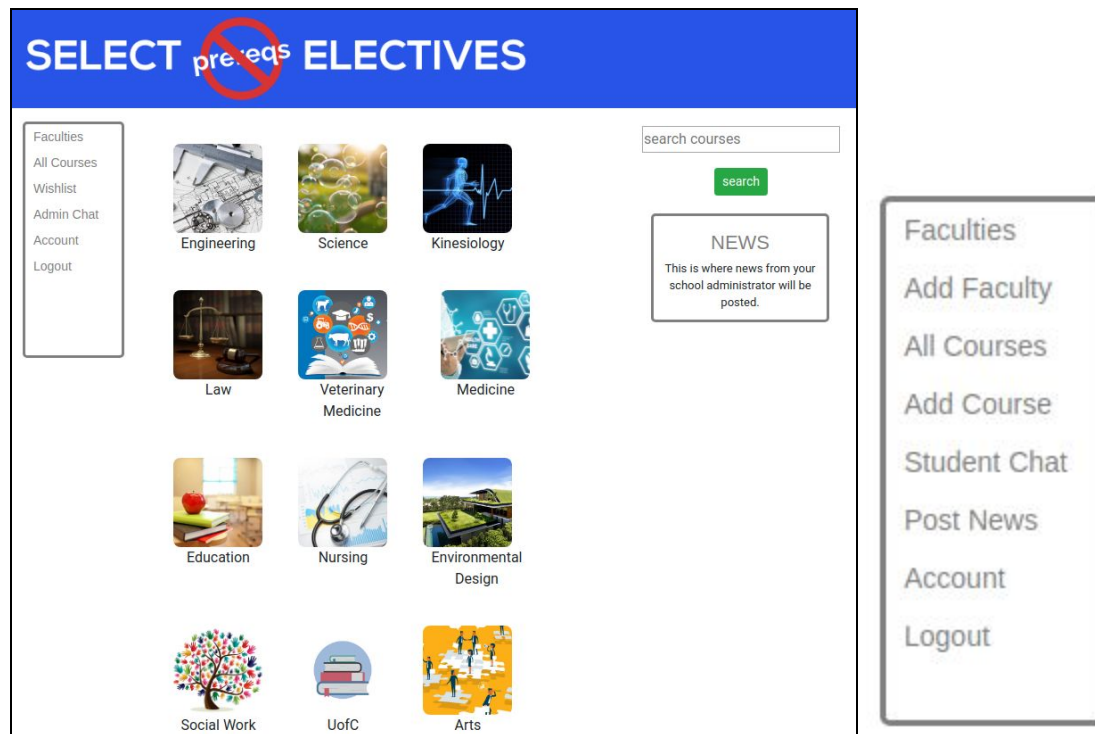 SELECT prereqs ELECTIVES
Faculties
All Courses
Wishlist
Admin Chat
Account
Logout
Engineering
Science
Kinesiology
Law
Veterinary
Medicine
Medicine
Education
Nursing
Environmental
Design
Social Work
UofC
Arts
search courses
search
NEWS
This is where news from your
school administrator will be
posted.
Faculties
Add Faculty
All Courses
Add Course
Student Chat
Post News
Account
Logout